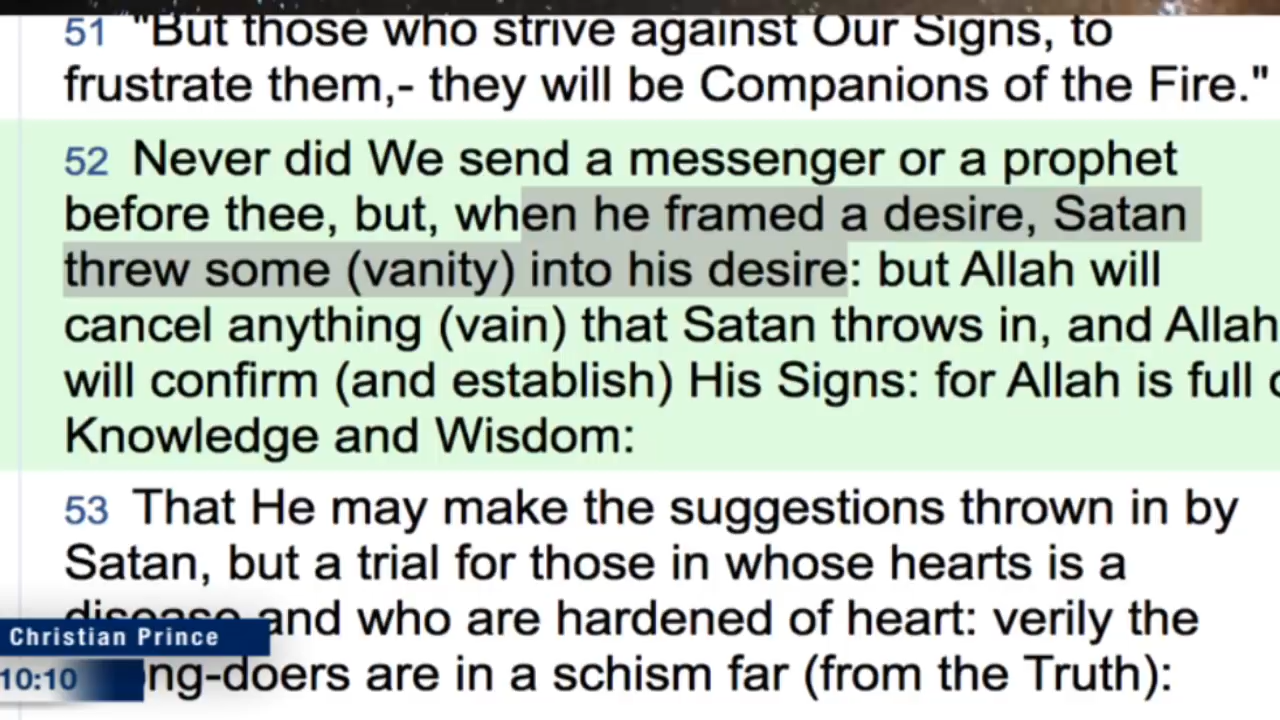 51 "But those who strive against Our Signs, to
frustrate them,- they will be Companions of the Fire."
52 Never did We send a messenger or a prophet
before thee, but, when he framed a desire, Satan
threw some (vanity) into his desire: but Allah will
cancel anything (vain) that Satan throws in, and Allah
will confirm (and establish) His Signs: for Allah is full
Knowledge and Wisdom:
53 That He may make the suggestions thrown in by
Satan, but a trial for those in whose hearts is a
disease and who are hardened of heart: verily the
ng-doers are in a schism far (from the Truth):
Christian Prince
10:10